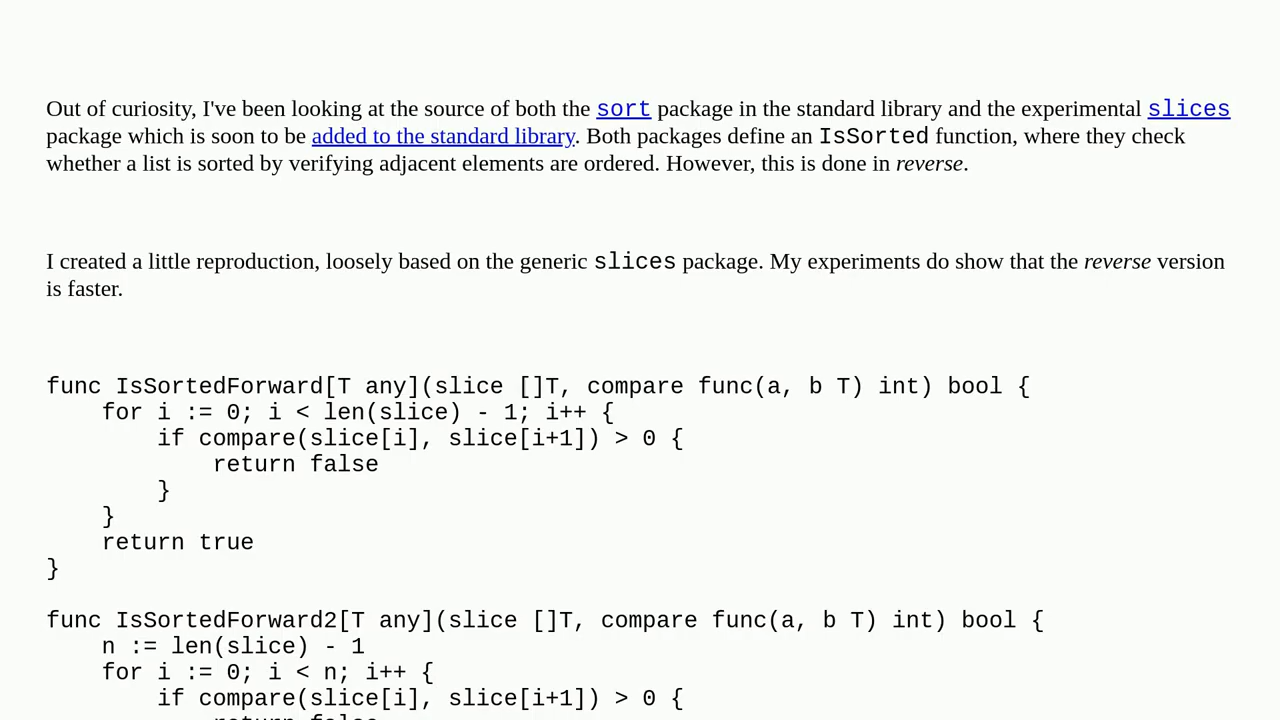 Out of curiosity, I've been looking at the source of both the sort package in the standard library and the experimental slices
package which is soon to be added to the standard library. Both packages define an IsSorted function, where they check
whether a list is sorted by verifying adjacent elements are ordered. However, this is done in reverse.
I created a little reproduction, loosely based on the generic slices package. My experiments do show that the reverse version
is faster.
func IsSortedForward[T any](slice []T, compare func(a, b T) int) bool {
    for i := 0; i < len(slice) - 1; i++ {
        if compare(slice[i], slice[i+1]) > 0 {
            return false
        }
    }
    return true
}
func IsSortedForward2[T any](slice []T, compare func(a, b T) int) bool {
    n := len(slice) - 1
    for i := 0; i < n; i++ {
        if compare(slice[i], slice[i+1]) > 0 {
            return false